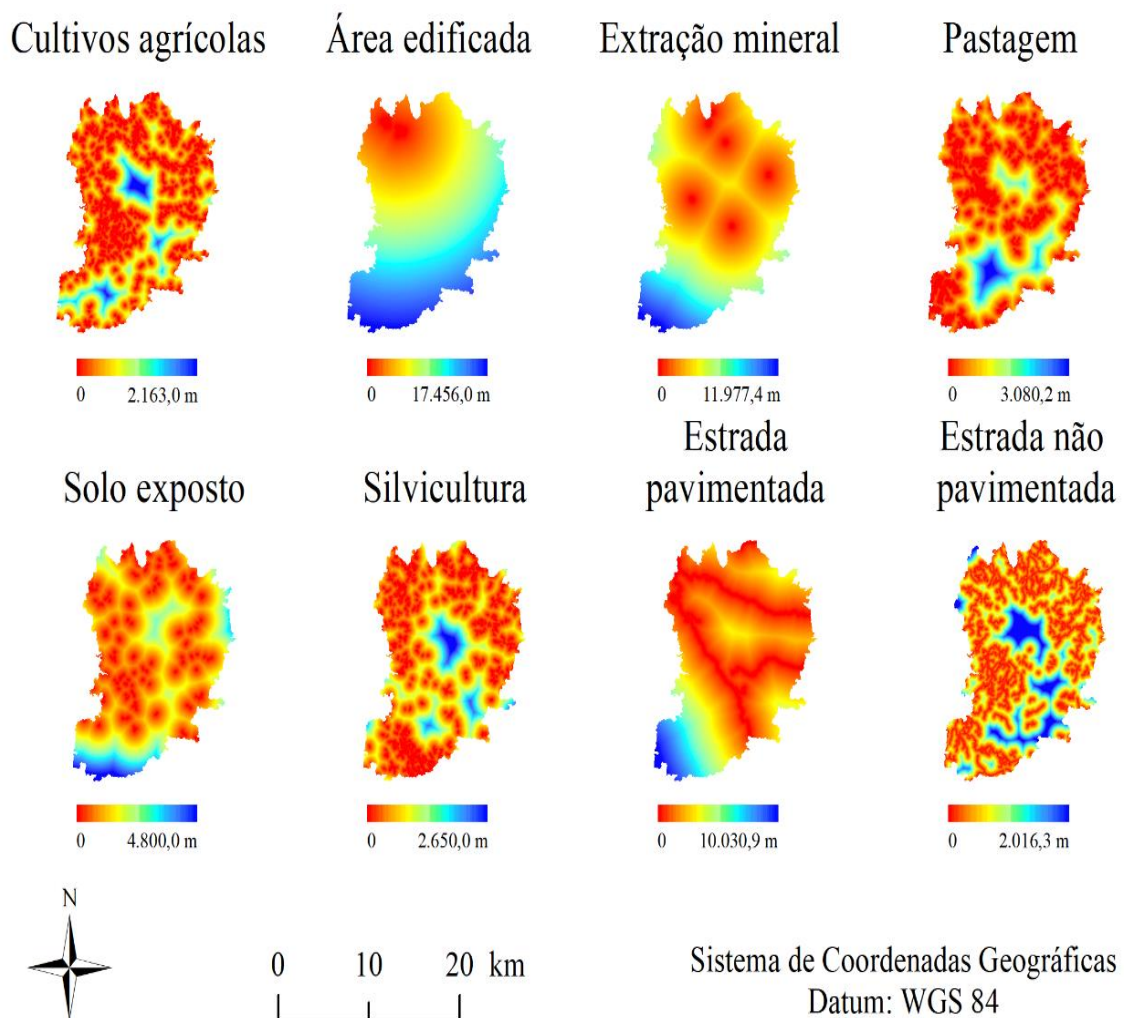 Cultivos agrícolas
Área edificada
Extração mineral
Pastagem
0 2.163,0 m
0 17.456,0 m
0 11.977,4 m
0 3.080,2 m
Solo exposto
Silvicultura
Estrada
pavimentada
Estrada não
pavimentada
0 4.800,0 m
0 2.650,0 m
0 10.030,9 m
0 2.016,3 m
N
0 10 20 km
Sistema de Coordenadas Geográficas
Datum: WGS 84